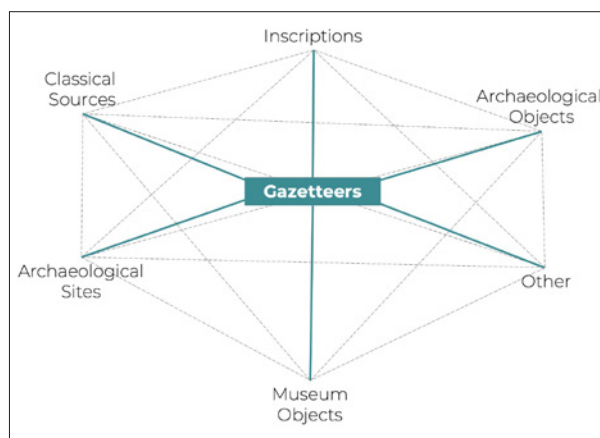 Inscriptions
Classical
Sources
Archaeological
Objects
Gazetteers
Archaeological
Sites
Other
Museum
Objects